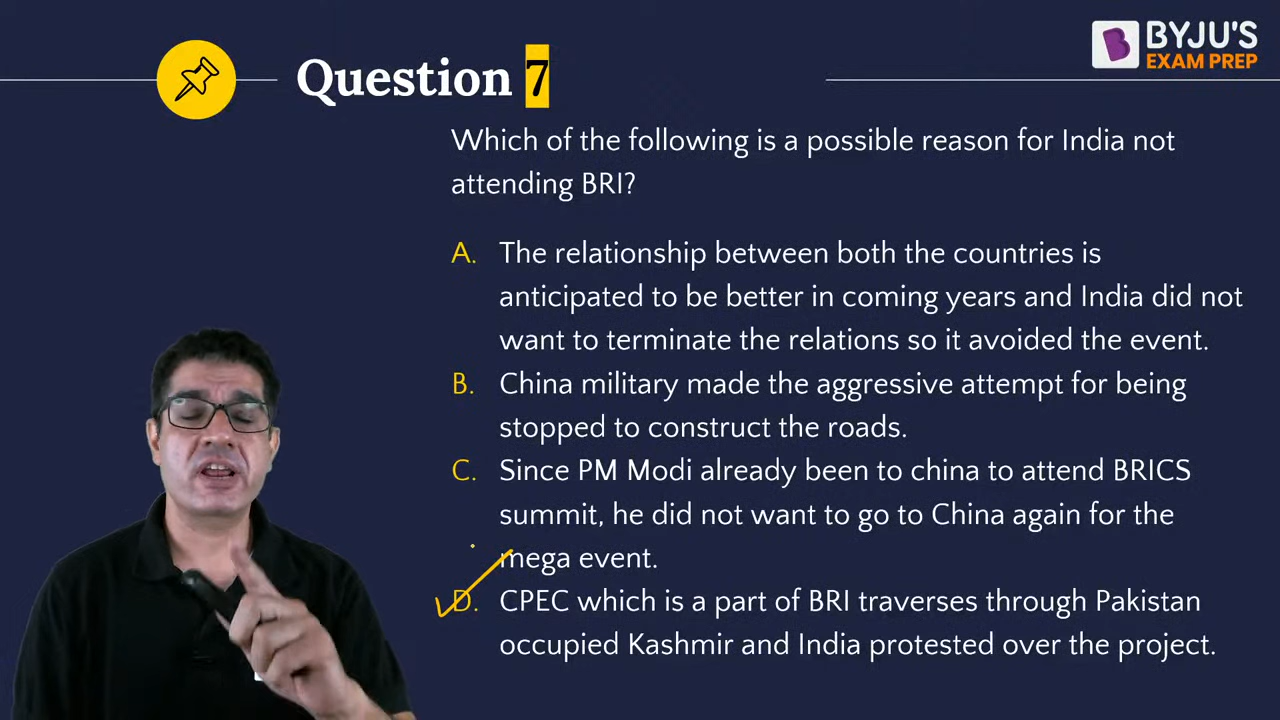 BYJU'S
EXAM PREP
Question 7
Which of the following is a possible reason for India not
attending BRI?
A. The relationship between both the countries is
anticipated to be better in coming years and India did not
want to terminate the relations so it avoided the event.
B. China military made the aggressive attempt for being
stopped to construct the roads.
C. Since PM Modi already been to china to attend BRICS
summit, he did not want to go to China again for the
mega event.
D. CPEC which is a part of BRI traverses through Pakistan
occupied Kashmir and India protested over the project.